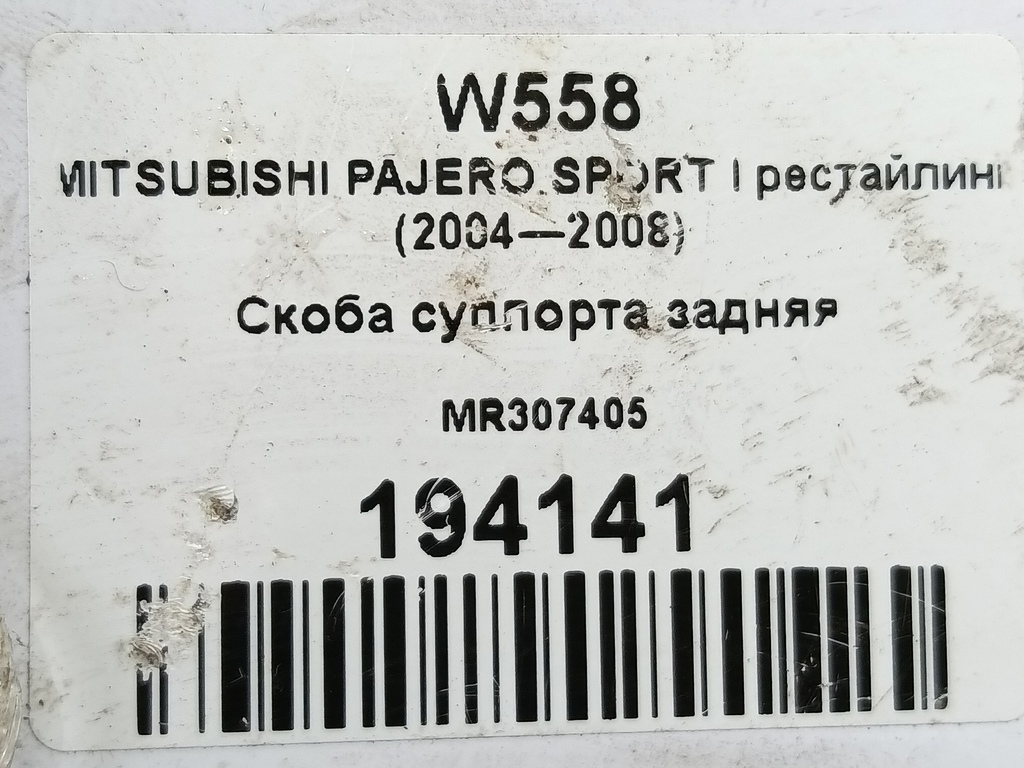 W558
MITSUBISHI PAJERO SPORT I рестайлинг
(2004—2008)
Скоба суппорта задняя
MR307405
194141